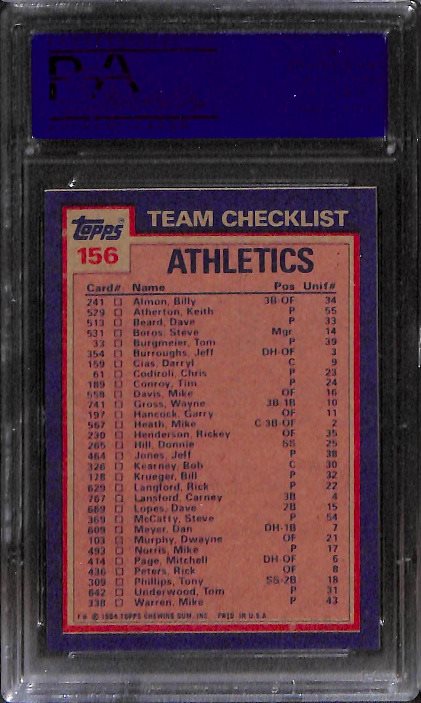 PSA
TEAM CHECKLIST
Topps
156
ATHLETICS
Card# Name Pos Unif#
241 Almon, Billy 3B-OF 34
529 Atherton, Keith P 55
513 Beard, Dave P 33
531 Boros, Steve Mgr 14
33 Burgmeier, Tom P 39
354 Burroughs, Jeff DH-OF 3
159 Cias, Darryl C 9
61 Codiroli, Chris P 23
189 Conroy, Tim P 24
558 Davis, Mike OF 16
741 Gross, Wayne 3B-1B 10
197 Hancock, Garry OF 11
567 Heath, Mike C-3B-OF 2
230 Henderson, Rickey OF 35
265 Hill, Donnie SS 25
464 Jones, Jeff P 38
326 Kearney, Bob C 30
178 Krueger, Bill P 32
629 Langford, Rick P 22
767 Lansford, Carney 3B 4
669 Lopes, Dave 2B 15
369 McCatty, Steve P 54
609 Meyer, Dan DH-1B 7
103 Murphy, Dwayne OF 21
493 Norris, Mike P 17
414 Page, Mitchell DH-OF 6
436 Peters, Rick OF 8
309 Phillips, Tony SS-2B 18
642 Underwood, Tom P 31
338 Warren, Mike P 43
© 1984 TOPPS CHEWING GUM, INC. PRTD. IN U.S.A.